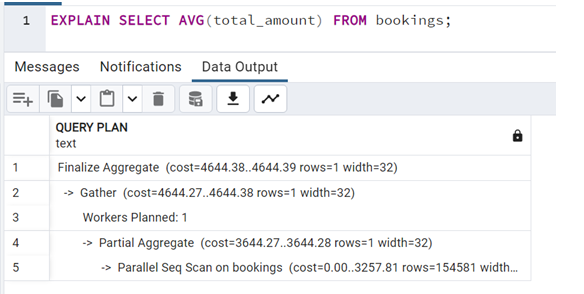 1 EXPLAIN SELECT AVG(total_amount) FROM bookings;
Messages Notifications Data Output
QUERY PLAN
text
1 Finalize Aggregate (cost=4644.38..4644.39 rows=1 width=32)
2 -> Gather (cost=4644.27..4644.38 rows=1 width=32)
3 Workers Planned: 1
4 -> Partial Aggregate (cost=3644.27..3644.28 rows=1 width=32)
5 -> Parallel Seq Scan on bookings (cost=0.00..3257.81 rows=154581 width...